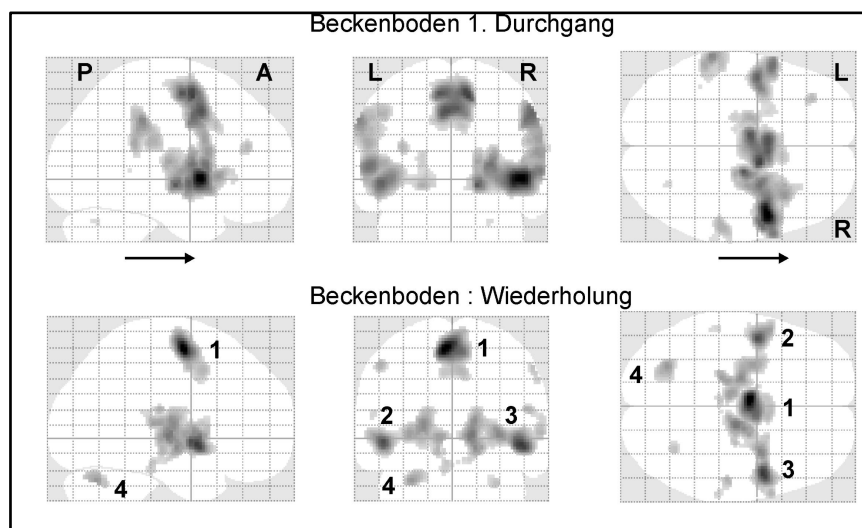 Beckenboden 1. Durchgang
P A L R L
R
Beckenboden : Wiederholung
1 1 2
4 1
2 3
3
4 4